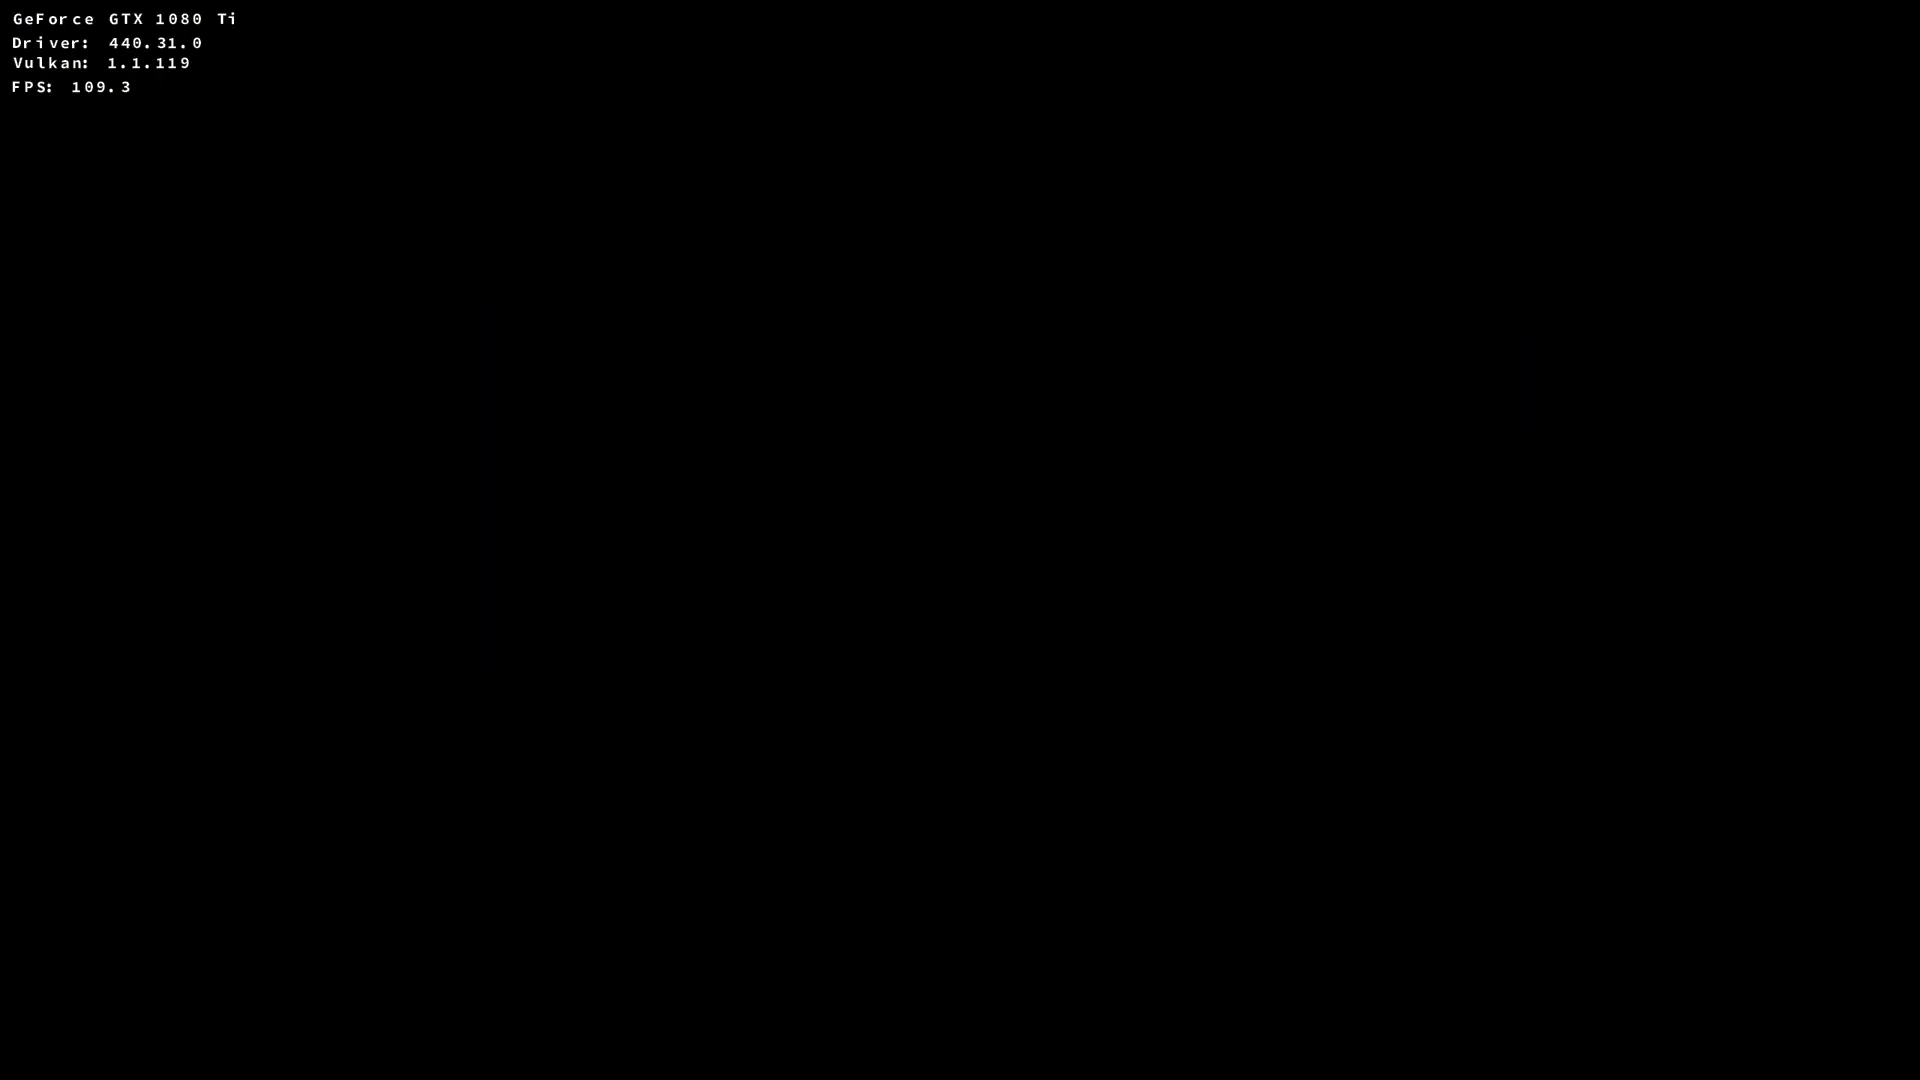 GeForce GTX 1080 Ti
Driver: 440.31.0
Vulkan: 1.1.119
FPS: 109.3